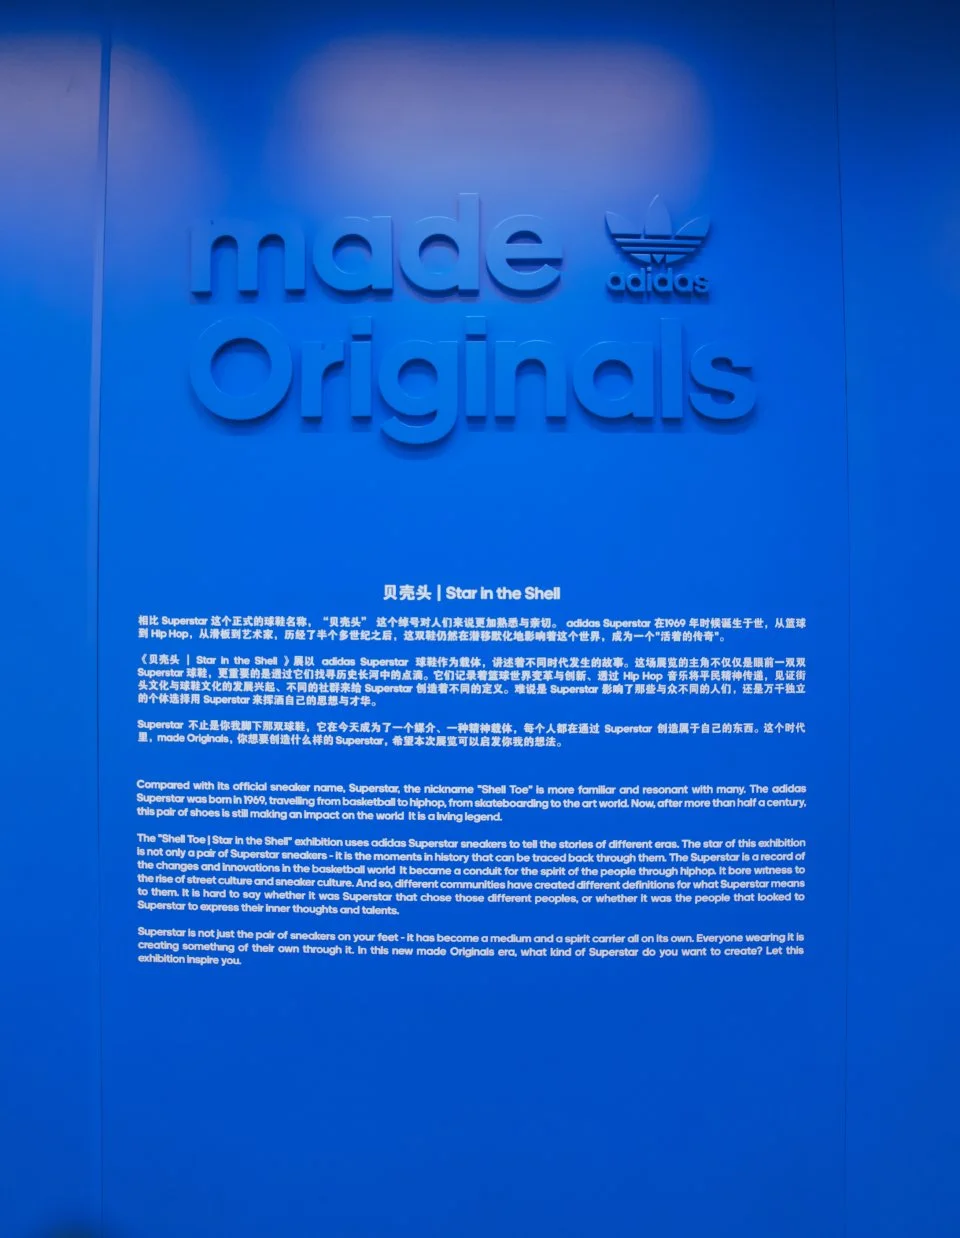 made
adidas
Originals
贝壳头 | Star in the Shell
相比 Superstar 这个正式的球鞋名称，“贝壳头” 这个绰号对人们来说更加熟悉与亲切。 adidas Superstar 在1969 年时候诞生于世，从篮球
到 Hip Hop，从滑板到艺术家，历经了半个多世纪之后，这双鞋仍然在潜移默化地影响着这个世界，成为一个"活着的传奇"。
《贝壳头 | Star in the Shell 》展以 adidas Superstar 球鞋作为载体，讲述着不同时代发生的故事。这场展览的主角不仅仅是眼前一双双
Superstar 球鞋，更重要的是透过它们找寻历史长河中的点滴。它们记录着篮球世界变革与创新、透过 Hip Hop 音乐将平民精神传递，见证街
头文化与球鞋文化的发展兴起、不同的社群来给 Superstar 创造着不同的定义。难说是 Superstar 影响了那些与众不同的人们，还是万千独立
的个体选择用 Superstar 来挥洒自己的思想与才华。
Superstar 不止是你我脚下那双球鞋，它在今天成为了一个媒介、一种精神载体，每个人都在通过 Superstar 创造属于自己的东西。这个时代
里，made Originals，你想要创造什么样的 Superstar，希望本次展览可以启发你我的想法。
Compared with its official sneaker name, Superstar, the nickname "Shell Toe" is more familiar and resonant with many. The adidas
Superstar was born in 1969, travelling from basketball to hiphop, from skateboarding to the art world. Now, after more than half a century,
this pair of shoes is still making an impact on the world It is a living legend.
The "Shell Toe | Star in the Shell" exhibition uses adidas Superstar sneakers to tell the stories of different eras. The star of this exhibition
is not only a pair of Superstar sneakers - it is the moments in history that can be traced back through them. The Superstar is a record of
the changes and innovations in the basketball world It became a conduit for the spirit of the people through hiphop. It bore witness to
the rise of street culture and sneaker culture. And so, different communities have created different definitions for what Superstar means
to them. It is hard to say whether it was Superstar that chose those different peoples, or whether it was the people that looked to
Superstar to express their inner thoughts and talents.
Superstar is not just the pair of sneakers on your feet - it has become a medium and a spirit carrier all on its own. Everyone wearing it is
creating something of their own through it. In this new made Originals era, what kind of Superstar do you want to create? Let this
exhibition inspire you.